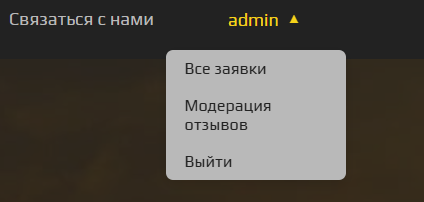 Связаться с нами
admin ▲
Все заявки
Модерация
отзывов
Выйти